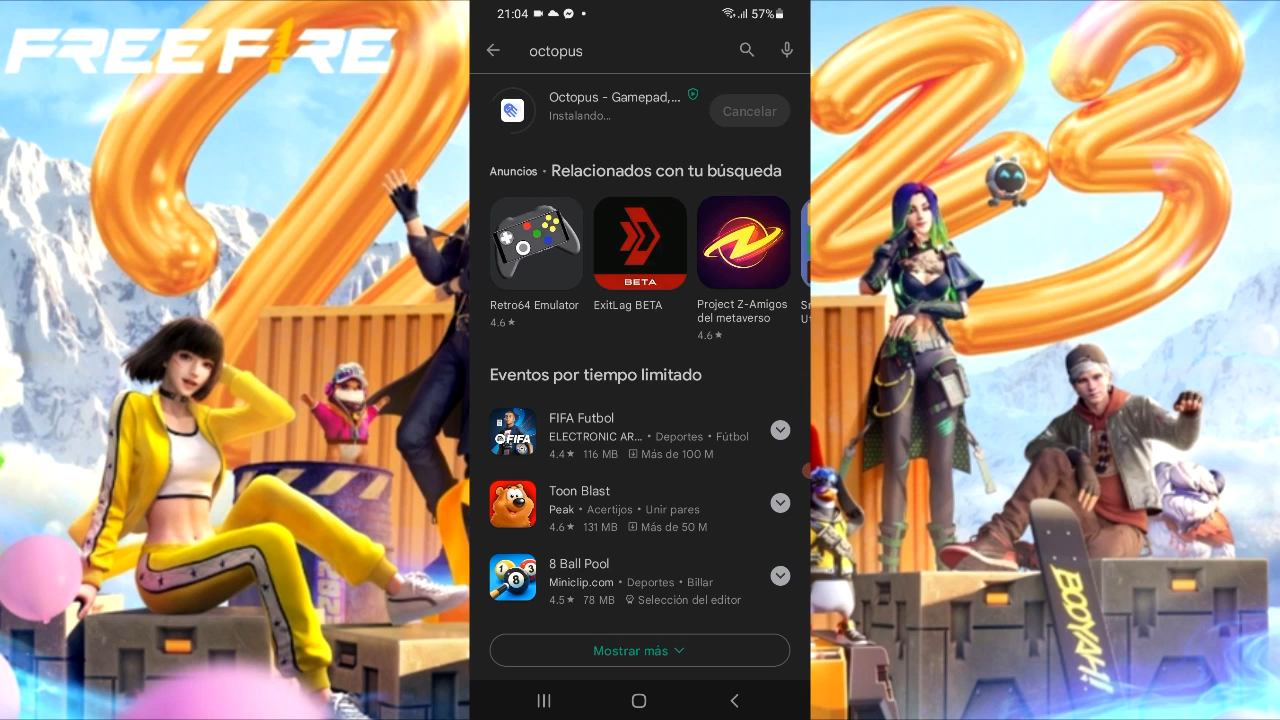 FREE FIRE
21:04
57%
octopus
Octopus - Gamepad,...
Instalando...
Cancelar
Anuncios • Relacionados con tu búsqueda
BETA
Retro64 Emulator
4.6★
ExitLag BETA
Project Z-Amigos
del metaverso
4.6★
Eventos por tiempo limitado
FIFA
FIFA Futbol
ELECTRONIC AR... • Deportes • Fútbol
4.4★ 116 MB Más de 100 M
Toon Blast
Peak • Acertijos • Unir pares
4.6★ 131 MB Más de 50 M
8 Ball Pool
Miniclip.com • Deportes • Billar
4.5★ 78 MB Selección del editor
Mostrar más
23
BOOYAH!